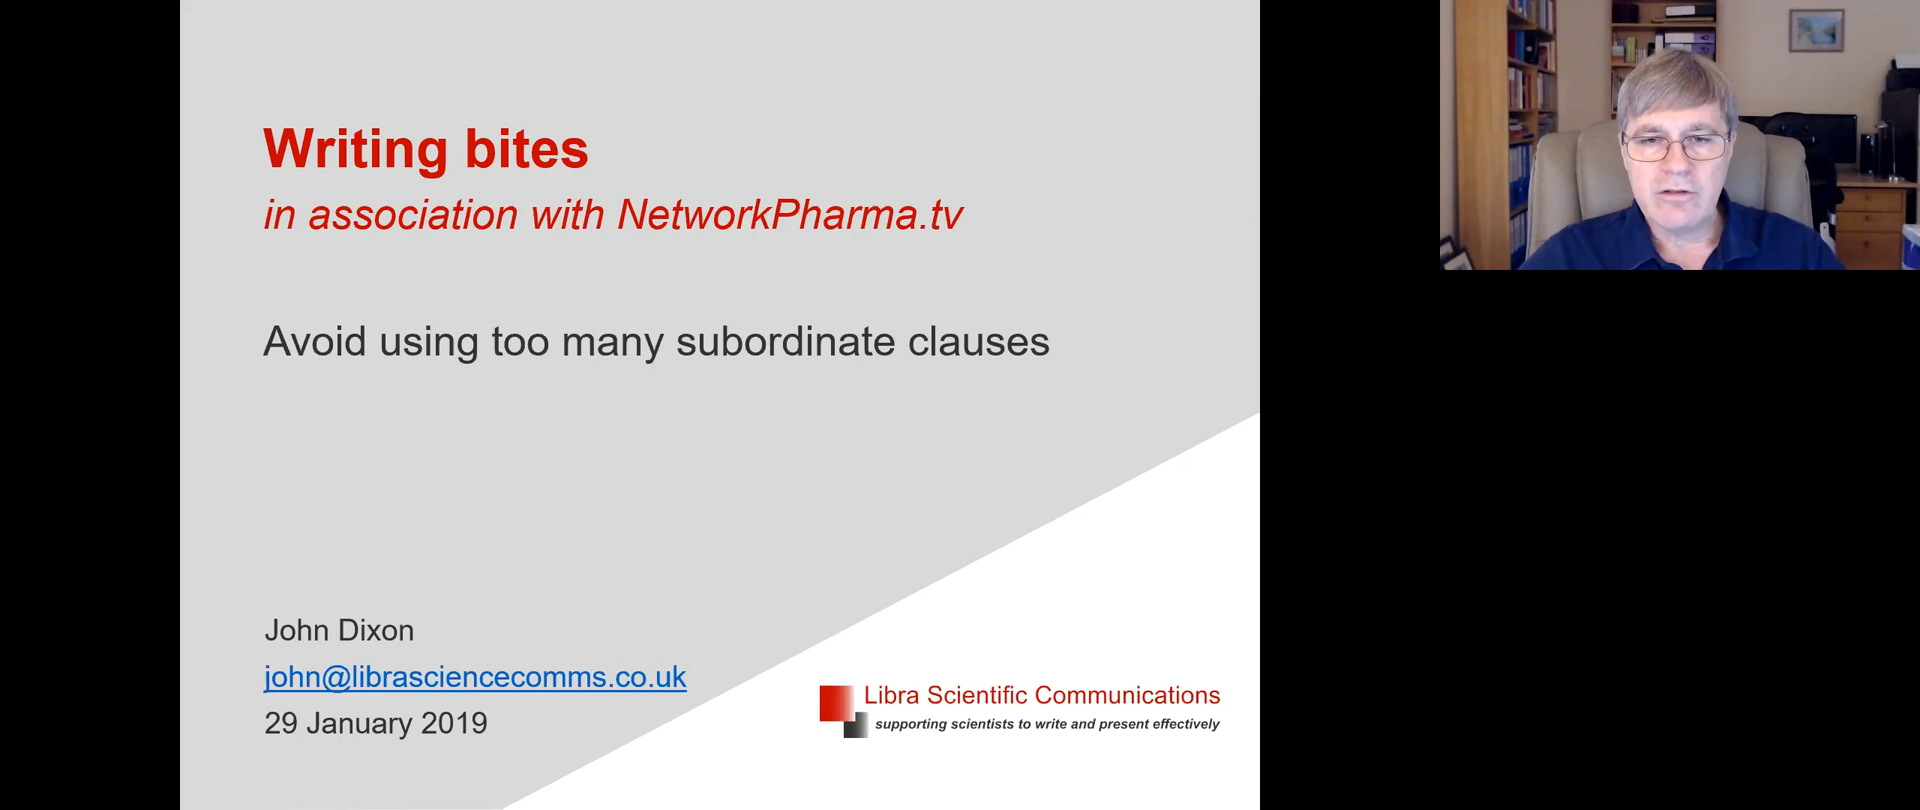 Writing bites
in association with NetworkPharma.tv
Avoid using too many subordinate clauses
John Dixon
john@librasciencecomms.co.uk
29 January 2019
Libra Scientific Communications
supporting scientists to write and present effectively